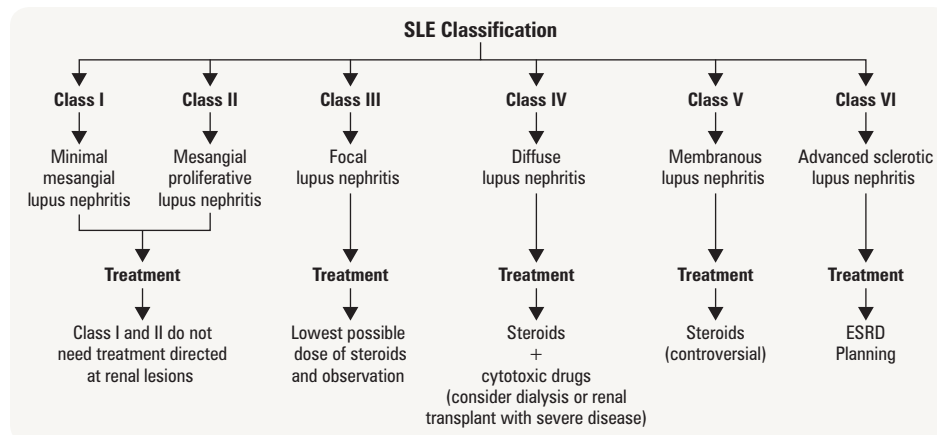 SLE Classification
Class I
Class II
Class III
Class IV
Class V
Class VI
Minimal
mesangial
lupus nephritis
Mesangial
proliferative
lupus nephritis
Focal
lupus nephritis
Diffuse
lupus nephritis
Membranous
lupus nephritis
Advanced sclerotic
lupus nephritis
Treatment
Treatment
Treatment
Treatment
Treatment
Class I and II do not
need treatment directed
at renal lesions
Lowest possible
dose of steroids
and observation
Steroids
+
cytotoxic drugs
(consider dialysis or renal
transplant with severe disease)
Steroids
(controversial)
ESRD
Planning